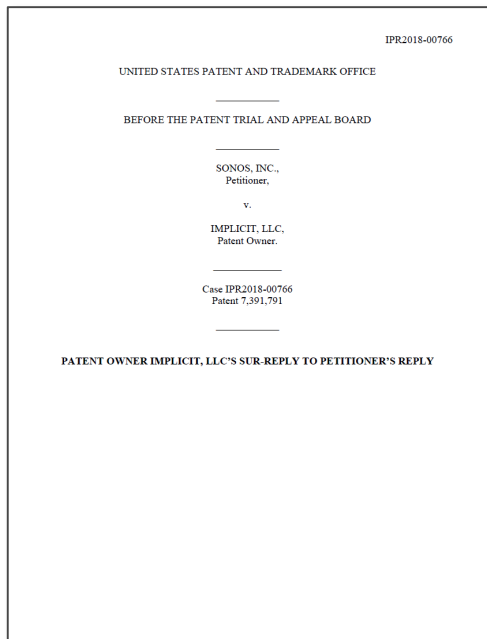 IPR2018-00766
UNITED STATES PATENT AND TRADEMARK OFFICE
BEFORE THE PATENT TRIAL AND APPEAL BOARD
SONOS, INC.,
Petitioner,
v.
IMPLICIT, LLC,
Patent Owner.
Case IPR2018-00766
Patent 7,391,791
PATENT OWNER IMPLICIT, LLC'S SUR-REPLY TO PETITIONER'S REPLY